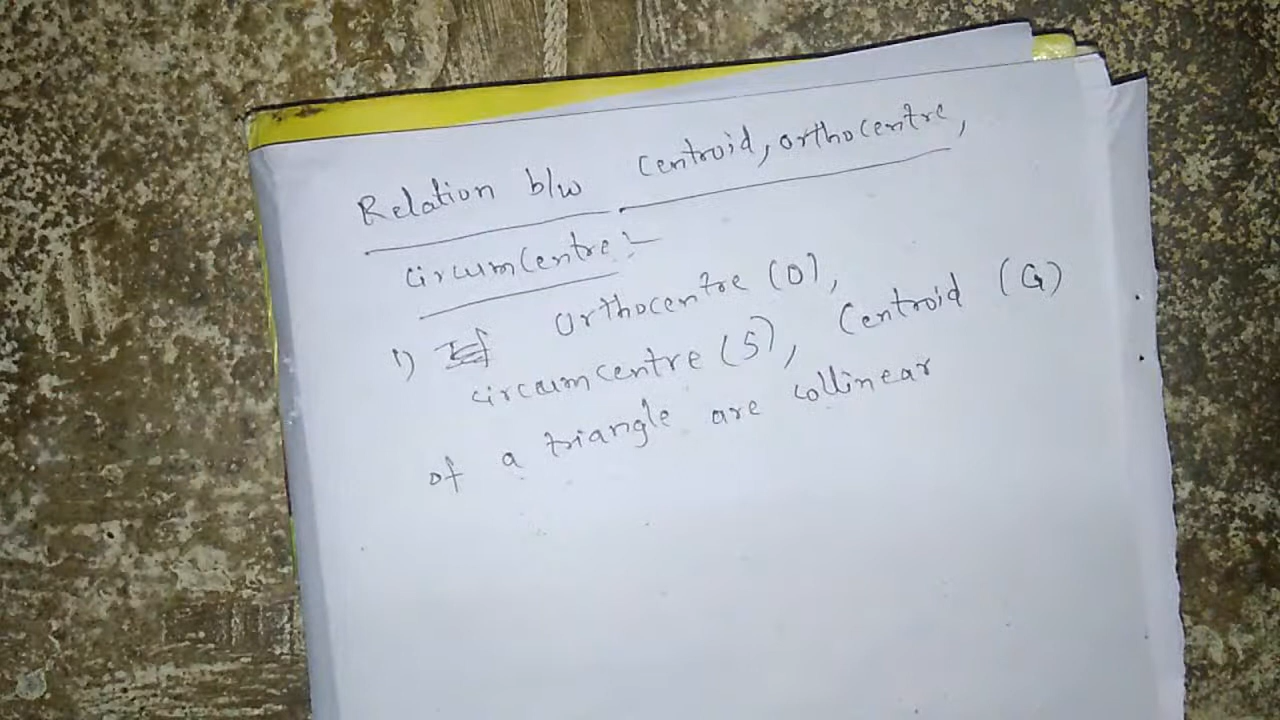 Relation b/w centroid, orthocentre,
circumcentre :-
1) Orthocentre (O),
circumcentre (S), Centroid (G)
of a triangle are collinear